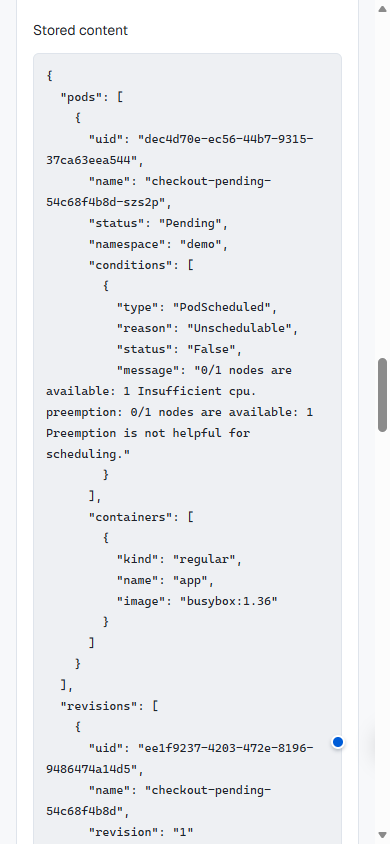 Stored content
{
  "pods": [
    {
      "uid": "dec4d70e-ec56-44b7-9315-
37ca63eea544",
      "name": "checkout-pending-
54c68f4b8d-szs2p",
      "status": "Pending",
      "namespace": "demo",
      "conditions": [
        {
          "type": "PodScheduled",
          "reason": "Unschedulable",
          "status": "False",
          "message": "0/1 nodes are
available: 1 Insufficient cpu.
preemption: 0/1 nodes are available: 1
Preemption is not helpful for
scheduling."
        }
      ],
      "containers": [
        {
          "kind": "regular",
          "name": "app",
          "image": "busybox:1.36"
        }
      ]
    }
  ],
  "revisions": [
    {
      "uid": "ee1f9237-4203-472e-8196-
9486474a14d5",
      "name": "checkout-pending-
54c68f4b8d",
      "revision": "1"